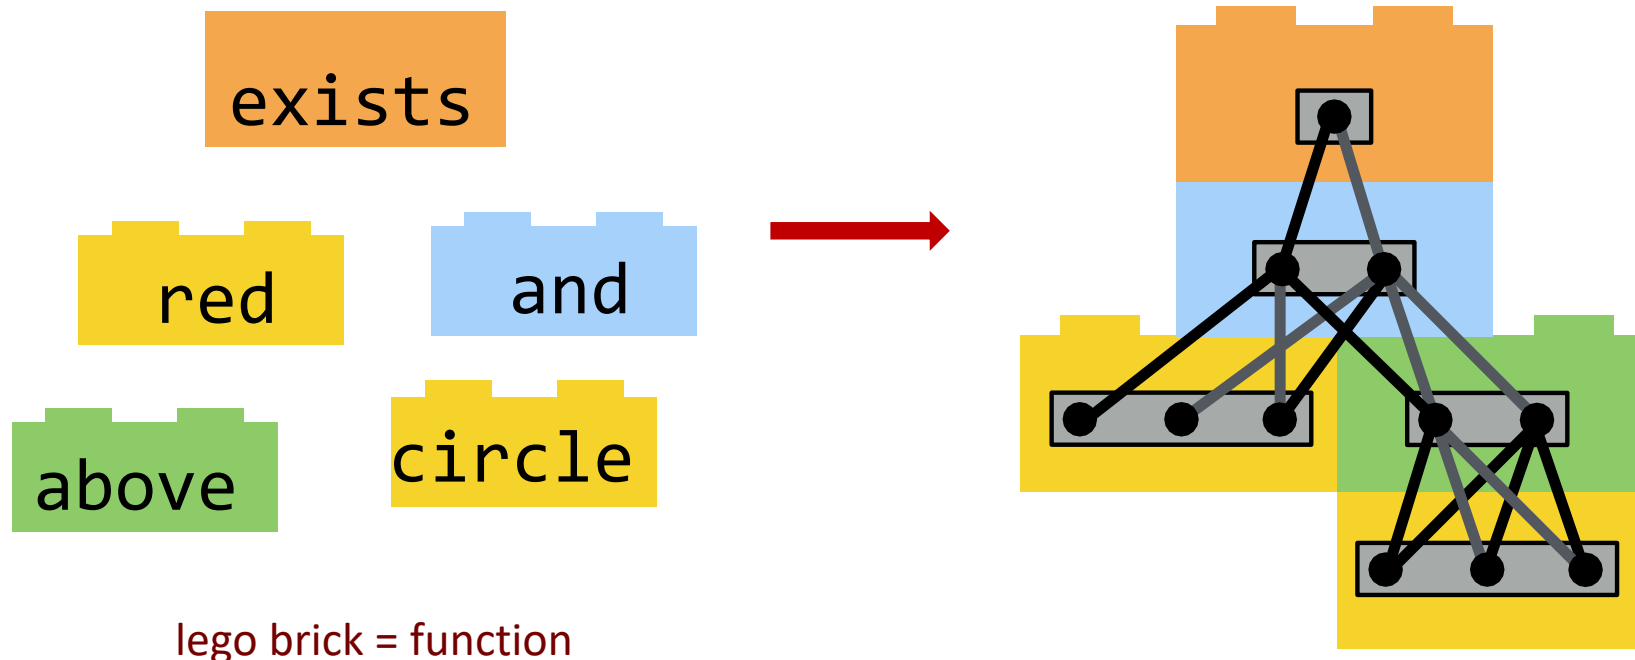 exists
red
and
above
circle
lego brick = function